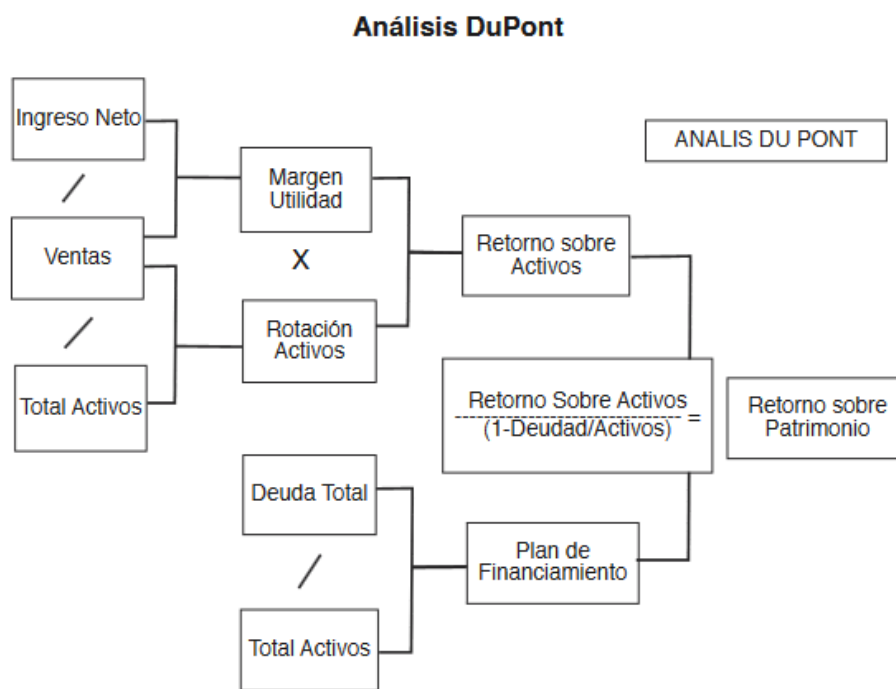 Análisis DuPont
Ingreso Neto
/
Ventas
/
Total Activos
Margen
Utilidad
X
Rotación
Activos
ANALIS DU PONT
Retorno sobre
Activos
Retorno Sobre Activos
--------------------------------- =
(1-Deudad/Activos)
Retorno sobre
Patrimonio
Deuda Total
/
Total Activos
Plan de
Financiamiento